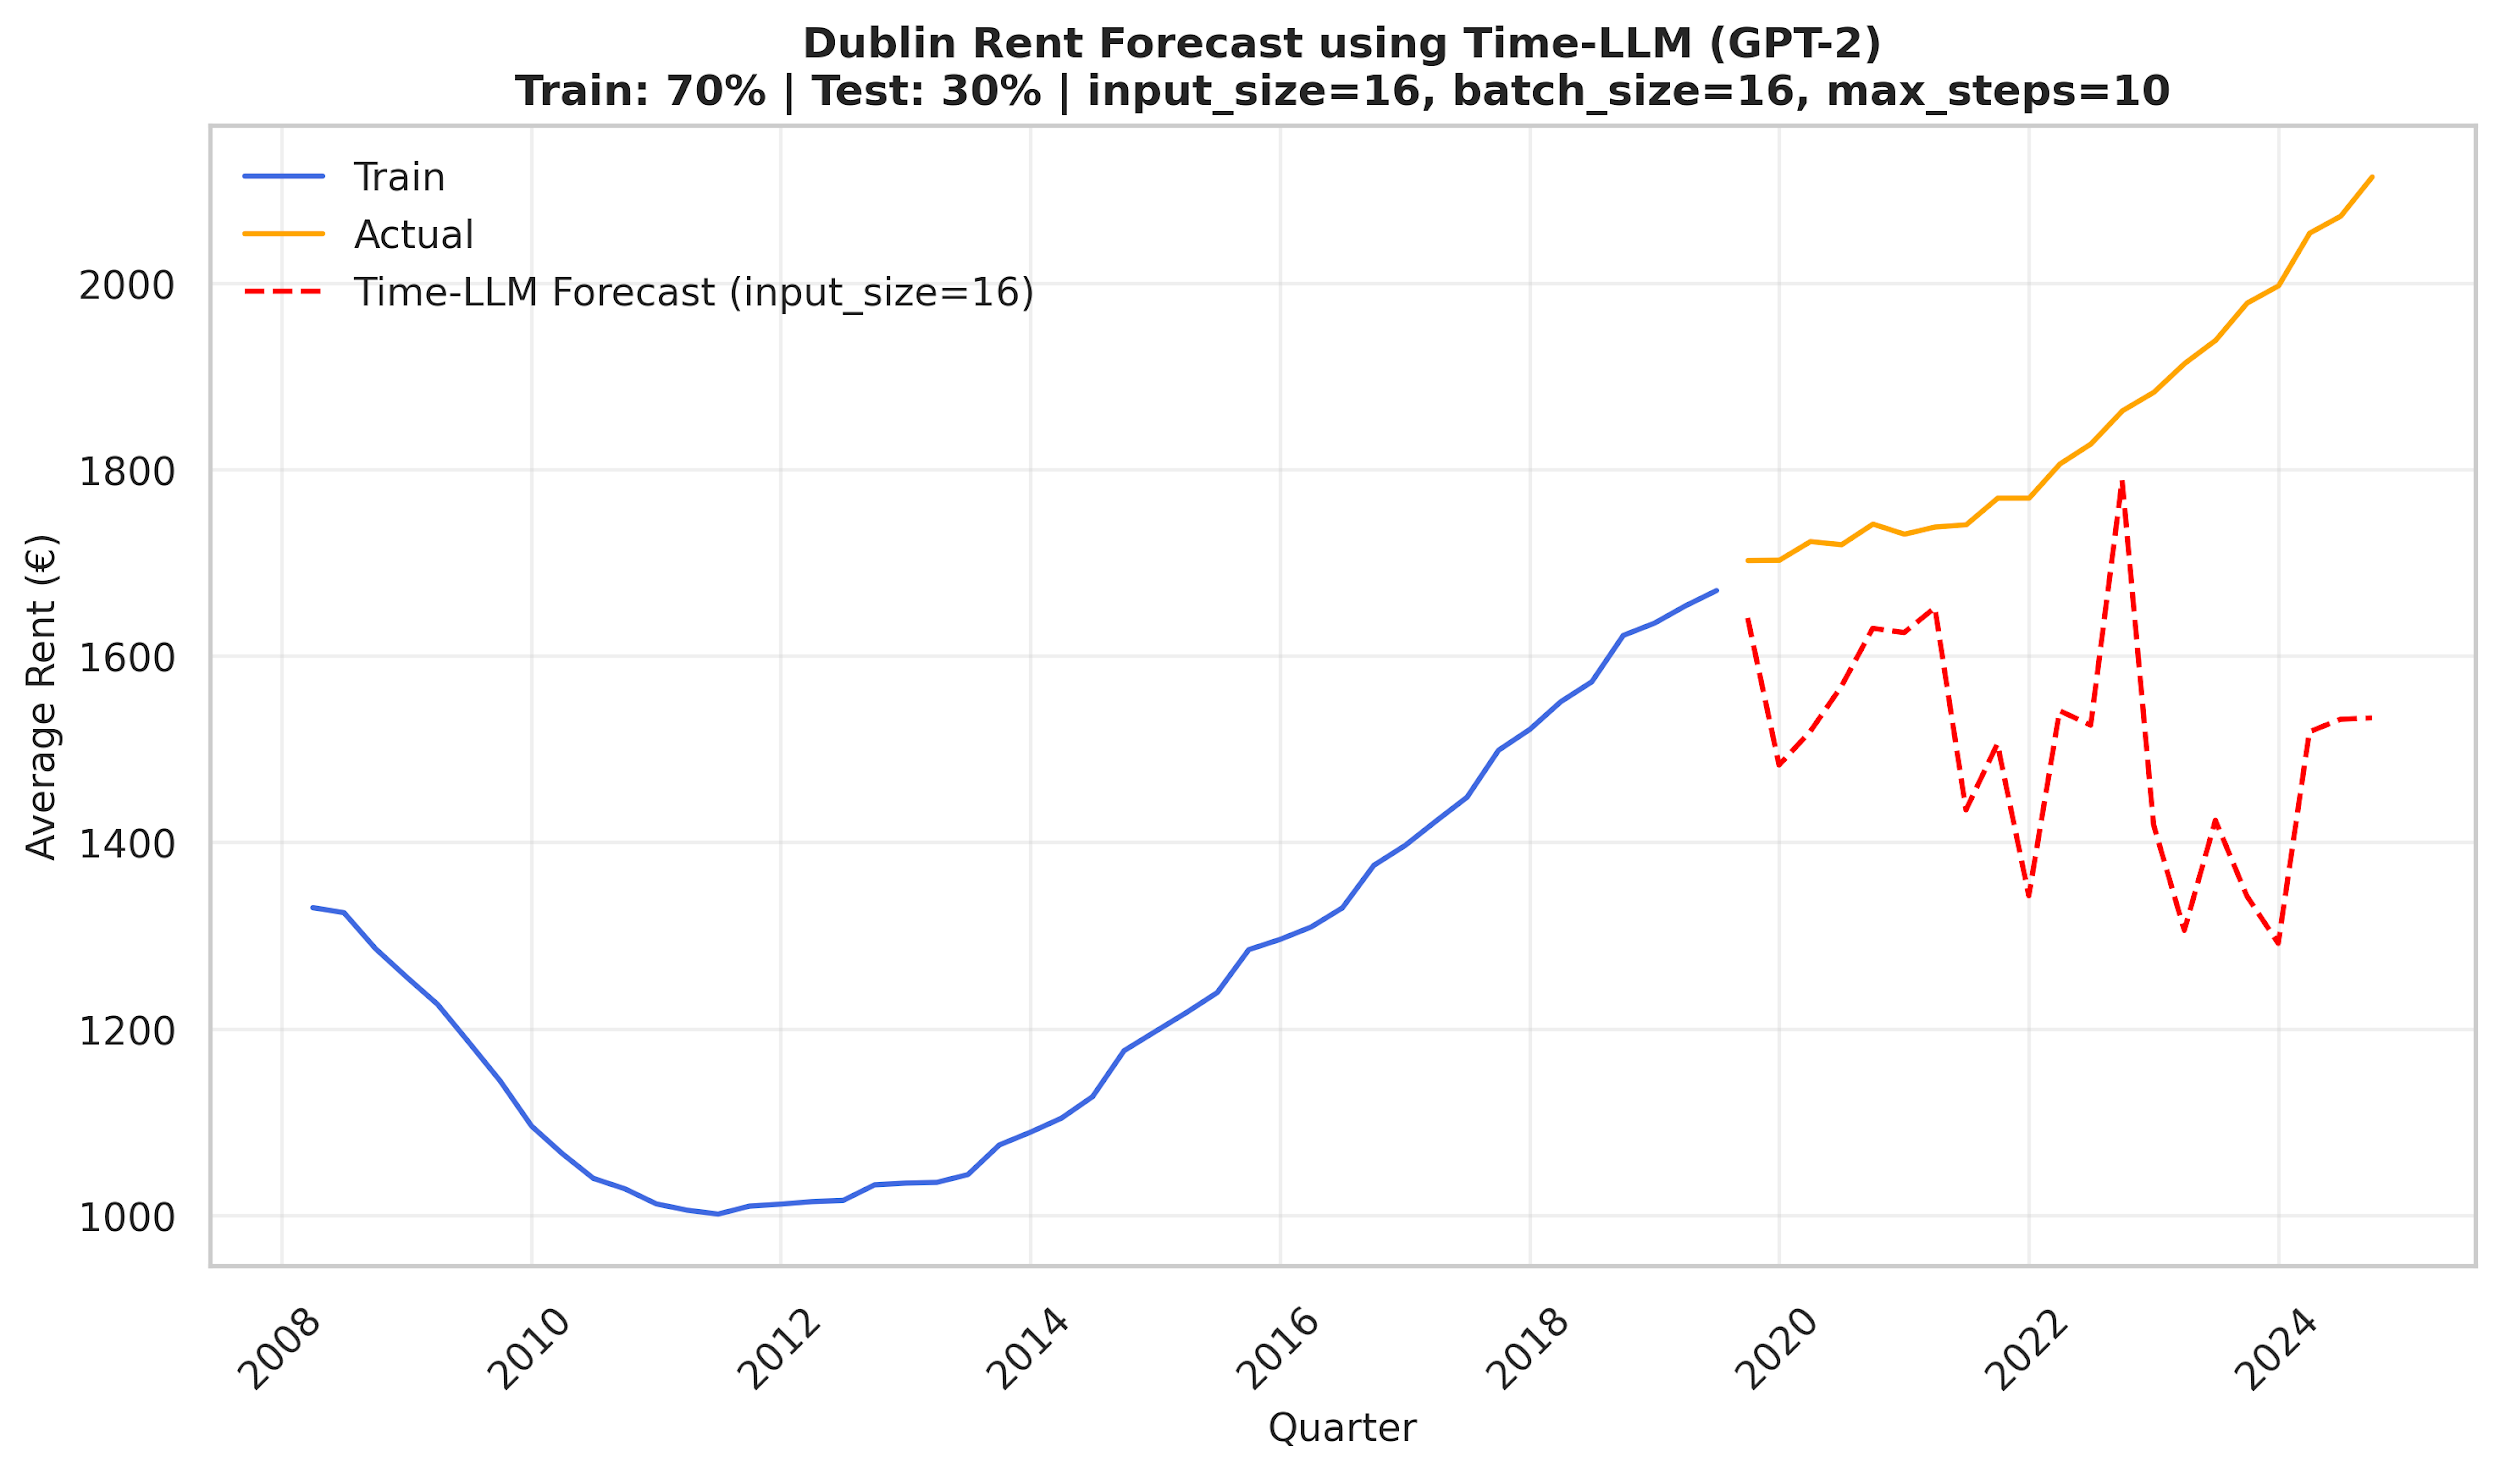 Dublin Rent Forecast using Time-LLM (GPT-2)
Train: 70% | Test: 30% | input_size=16, batch_size=16, max_steps=10
Train
Actual
Time-LLM Forecast (input_size=16)
Average Rent (€)
2000
1800
1600
1400
1200
1000
2008
2010
2012
2014
2016
2018
2020
2022
2024
Quarter